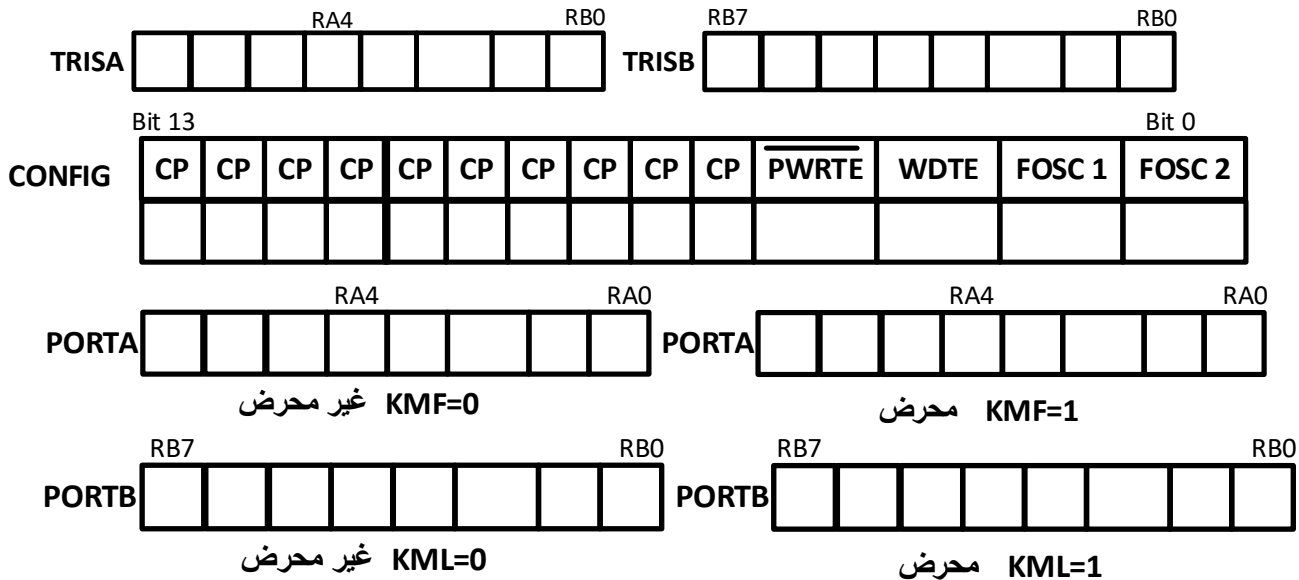 RA4 RB0 RB7 RB0
TRISA TRISB
Bit 13 Bit 0
CONFIG CP CP CP CP CP CP CP CP CP CP PWRTE WDTE FOSC 1 FOSC 2
RA4 RA0 RA4 RA0
PORTA PORTA
غير محرض KMF=0 محرض KMF=1
RB7 RB0 RB7 RB0
PORTB PORTB
غير محرض KML=0 محرض KML=1